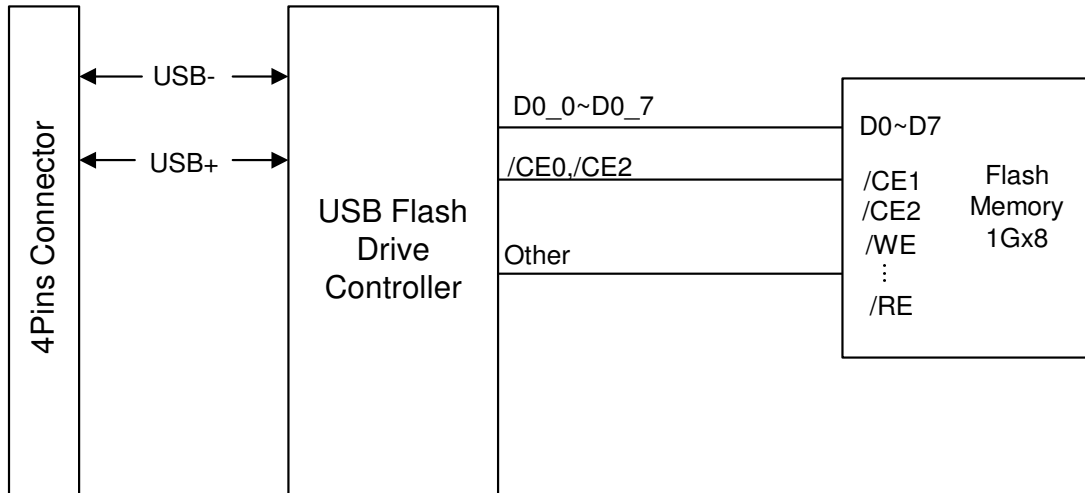 4Pins Connector
USB-
USB+
USB Flash
Drive
Controller
D0_0~D0_7
/CE0,/CE2
Other
D0~D7
/CE1
/CE2
/WE
⋮
/RE
Flash
Memory
1Gx8